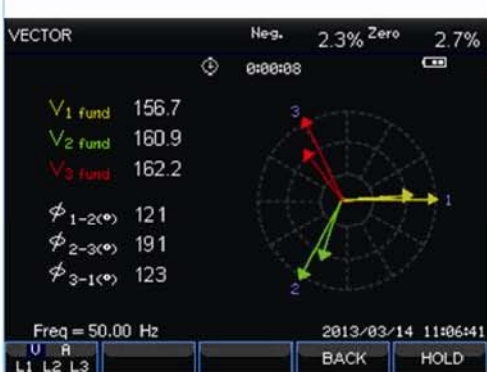 VECTOR Neg. 2.3% Zero 2.7%
0:00:08
V1 fund 156.7
V2 fund 160.9
V3 fund 162.2
ϕ1-2(°) 121
ϕ2-3(°) 191
ϕ3-1(°) 123
3
1
2
Freq = 50.00 Hz 2013/03/14 11:06:41
U A
L1 L2 L3
BACK HOLD